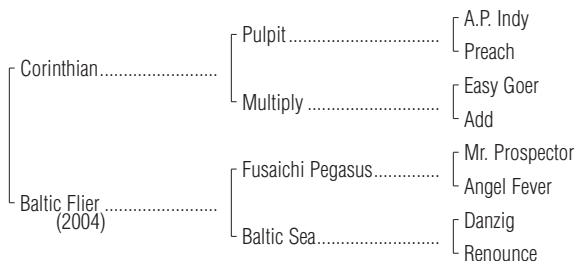 A.P. Indy
Pulpit................................
Preach
Corinthian.........................
Easy Goer
Multiply ............................
Add
Mr. Prospector
Fusaichi Pegasus..............
Angel Fever
Baltic Flier ........................
(2004)
Danzig
Baltic Sea..........................
Renounce